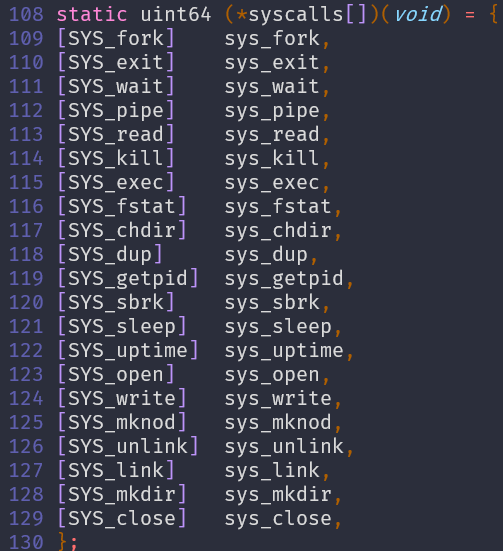 108 static uint64 (*syscalls[])(void) = {
109 [SYS_fork]    sys_fork,
110 [SYS_exit]    sys_exit,
111 [SYS_wait]    sys_wait,
112 [SYS_pipe]    sys_pipe,
113 [SYS_read]    sys_read,
114 [SYS_kill]    sys_kill,
115 [SYS_exec]    sys_exec,
116 [SYS_fstat]   sys_fstat,
117 [SYS_chdir]   sys_chdir,
118 [SYS_dup]     sys_dup,
119 [SYS_getpid]  sys_getpid,
120 [SYS_sbrk]    sys_sbrk,
121 [SYS_sleep]   sys_sleep,
122 [SYS_uptime]  sys_uptime,
123 [SYS_open]    sys_open,
124 [SYS_write]   sys_write,
125 [SYS_mknod]   sys_mknod,
126 [SYS_unlink]  sys_unlink,
127 [SYS_link]    sys_link,
128 [SYS_mkdir]   sys_mkdir,
129 [SYS_close]   sys_close,
130 };